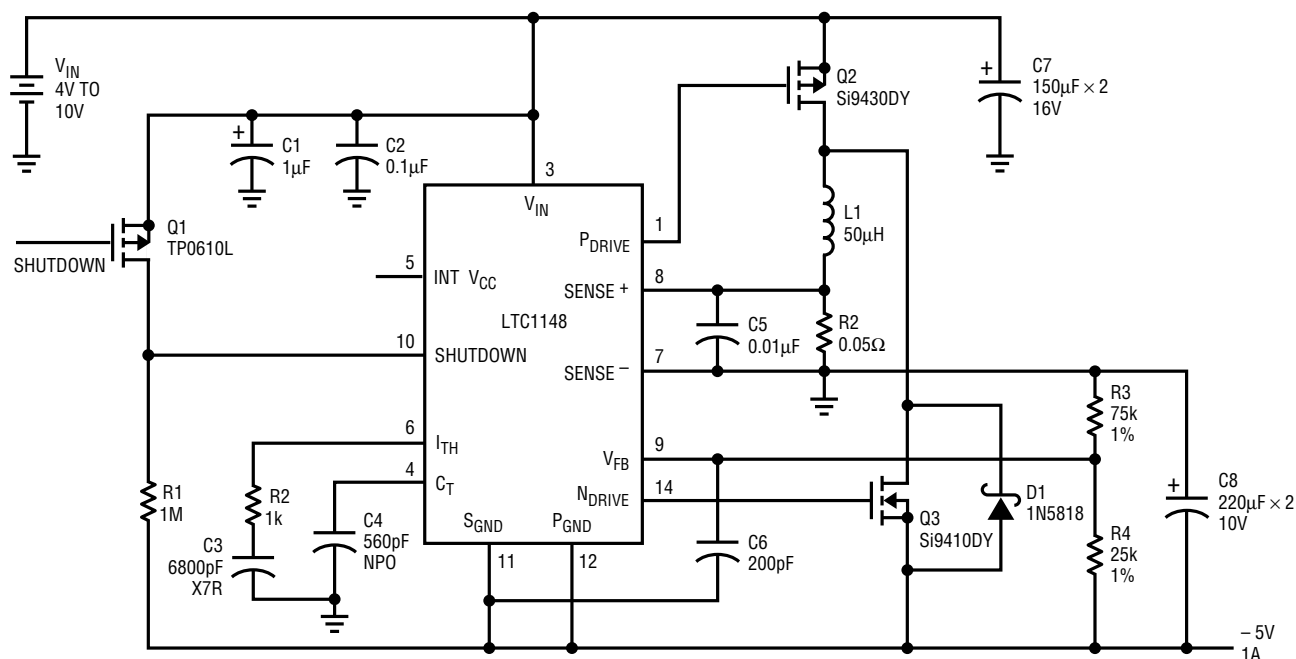 V_IN
4V TO
10V
+
C1
1µF
C2
0.1µF
3
V_IN
Q2
Si9430DY
+
C7
150µF × 2
16V
Q1
TP0610L
SHUTDOWN
1
P_DRIVE
L1
50µH
5
INT V_CC
8
SENSE +
LTC1148
C5
0.01µF
R2
0.05Ω
10
SHUTDOWN
7
SENSE –
R3
75k
1%
6
I_TH
9
V_FB
4
C_T
14
N_DRIVE
R1
1M
R2
1k
C3
6800pF
X7R
C4
560pF
NPO
S_GND
P_GND
11
12
C6
200pF
Q3
Si9410DY
D1
1N5818
R4
25k
1%
+
C8
220µF × 2
10V
– 5V
1A